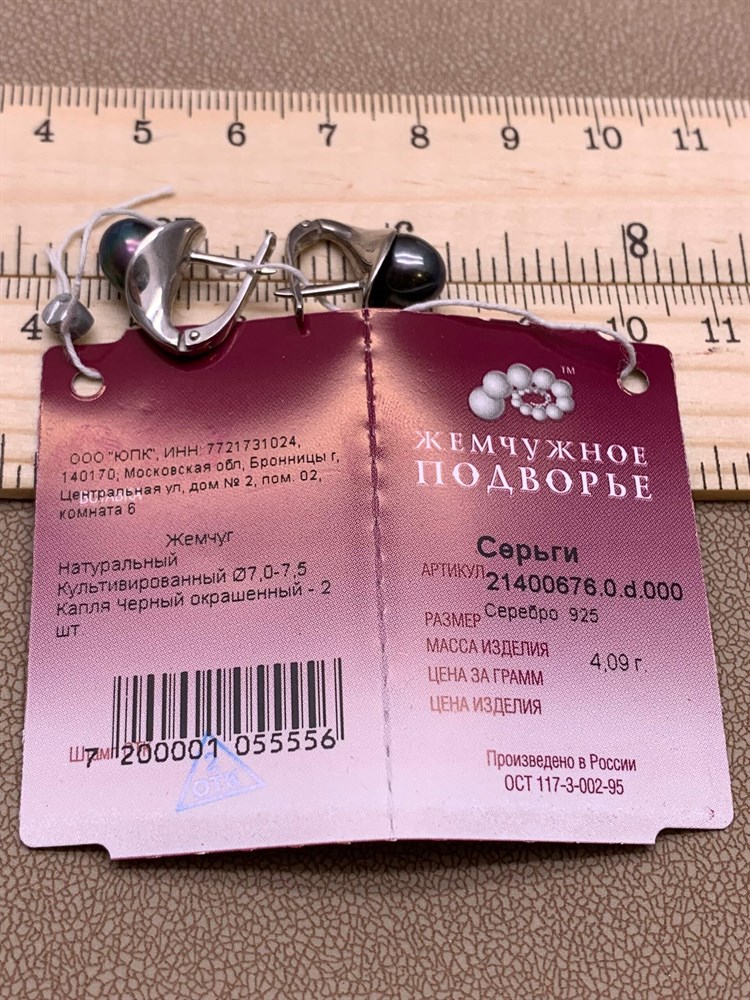 4 5 6 7 8 9 10 11
8
4 10 11
ООО "ЮПК", ИНН: 7721731024,
140170, Московская обл, Бронницы г,
Центральная ул, дом № 2, пом. 02,
комната 6
Жемчуг
Натуральный
Культивированный Ø7,0-7,5
Капля Черный окрашенный - 2
шт.
7 200001 055556
ОТК
TM
ЖЕМЧУЖНОЕ
ПОДВОРЬЕ
Серьги
АРТИКУЛ 21400676.0.d.000
РАЗМЕР Серебро 925
МАССА ИЗДЕЛИЯ 4,09 г.
ЦЕНА ЗА ГРАММ
ЦЕНА ИЗДЕЛИЯ
Произведено в России
ОСТ 117-3-002-95